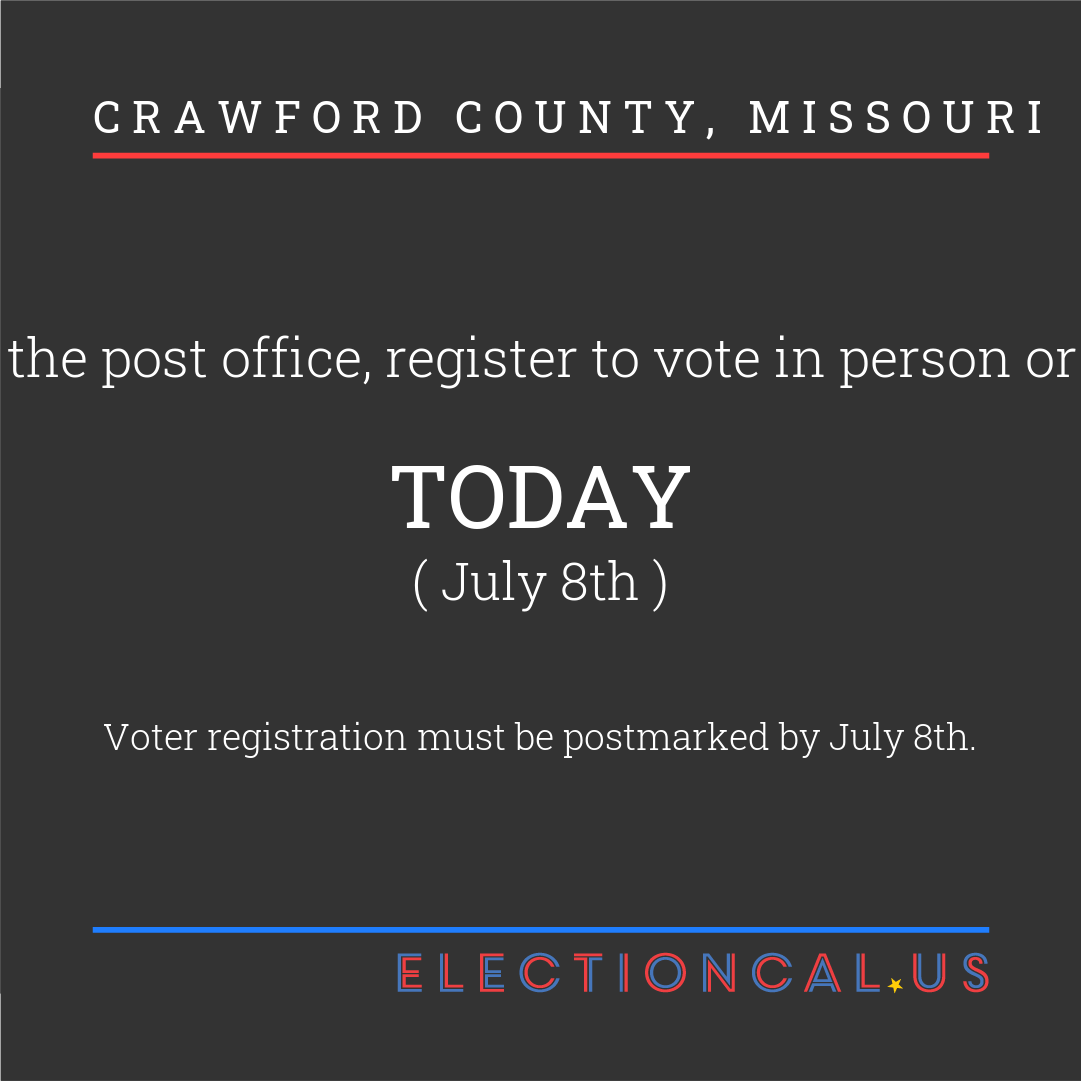 CRAWFORD COUNTY, MISSOURI
the post office, register to vote in person or
TODAY
( July 8th )
Voter registration must be postmarked by July 8th.
ELECTIONCAL.US